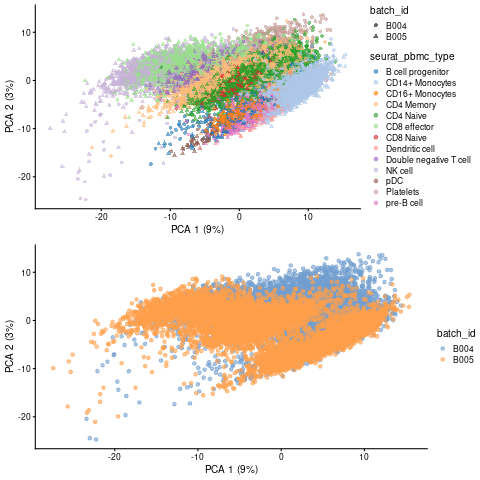 batch_id
B004
B005
seurat_pbmc_type
B cell progenitor
CD14+ Monocytes
CD16+ Monocytes
CD4 Memory
CD4 Naive
CD8 effector
CD8 Naive
Dendritic cell
Double negative T cell
NK cell
pDC
Platelets
pre-B cell
10
0
-10
-20
PCA 2 (3%)
-20
-10
0
10
PCA 1 (9%)
10
0
-10
-20
PCA 2 (3%)
-20
-10
0
10
PCA 1 (9%)
batch_id
B004
B005